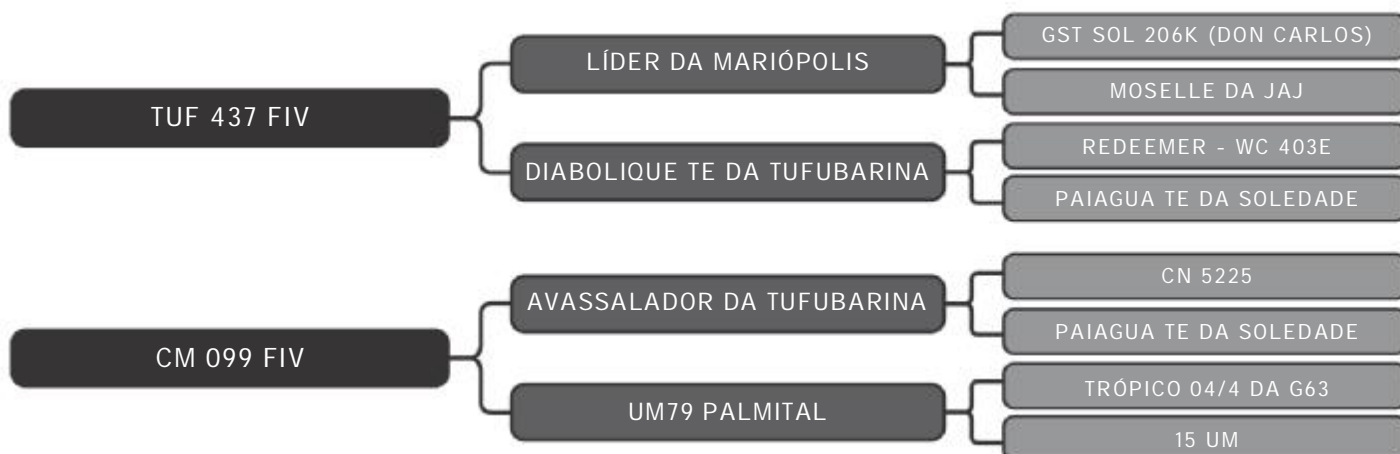 TUF 437 FIV
LÍDER DA MARIÓPOLIS
GST SOL 206K (DON CARLOS)
MOSELLE DA JAJ
DIABOLIQUE TE DA TUFUBARINA
REDEEMER - WC 403E
PAIAGUA TE DA SOLEDADE
CM 099 FIV
AVASSALADOR DA TUFUBARINA
CN 5225
PAIAGUA TE DA SOLEDADE
UM79 PALMITAL
TRÓPICO 04/4 DA G63
15 UM